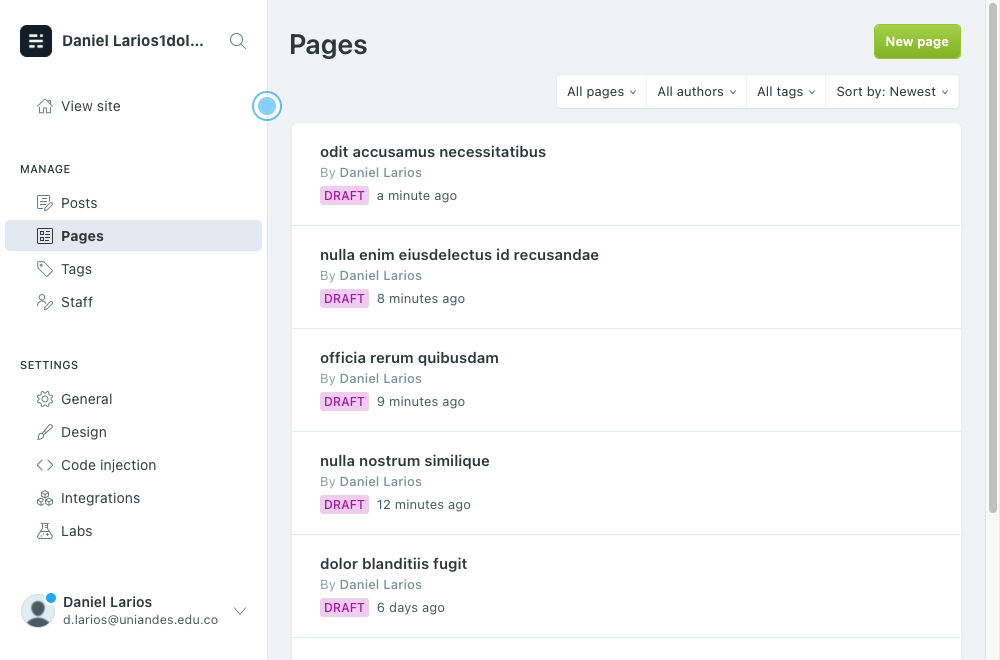 Daniel Larios1dol...
View site
MANAGE
Posts
Pages
Tags
Staff
SETTINGS
General
Design
Code injection
Integrations
Labs
Daniel Larios
d.larios@uniandes.edu.co
Pages
New page
All pages
All authors
All tags
Sort by: Newest
odit accusamus necessitatibus
By Daniel Larios
DRAFT a minute ago
nulla enim eiusdelectus id recusandae
By Daniel Larios
DRAFT 8 minutes ago
officia rerum quibusdam
By Daniel Larios
DRAFT 9 minutes ago
nulla nostrum similique
By Daniel Larios
DRAFT 12 minutes ago
dolor blanditiis fugit
By Daniel Larios
DRAFT 6 days ago